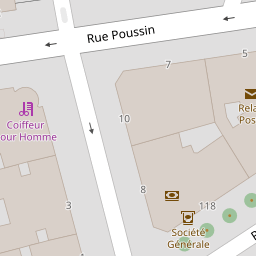 Rue Poussin
5
7
Rela
Pos
Coiffeur
our Homme
10
8
3
118
Société
Générale